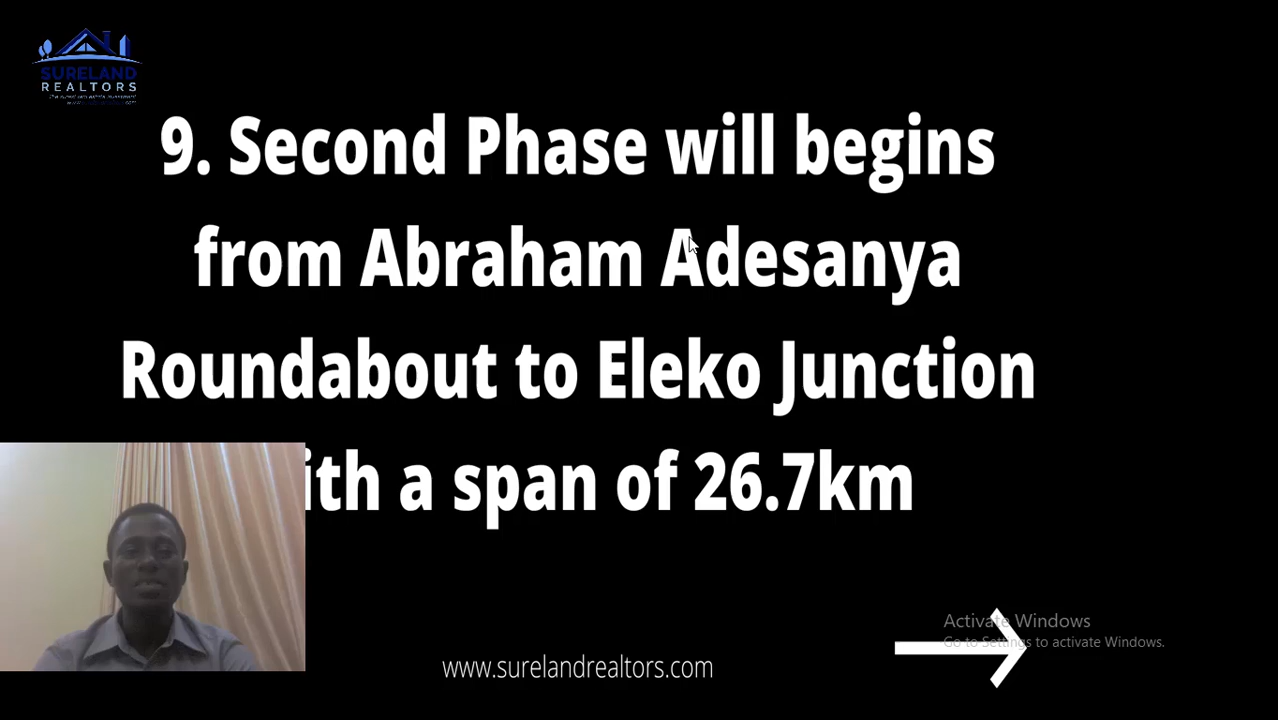 SURELAND
REALTORS
9. Second Phase will begins
from Abraham Adesanya
Roundabout to Eleko Junction
ith a span of 26.7km
Activate Windows
Go to Settings to activate Windows.
www.surelandrealtors.com